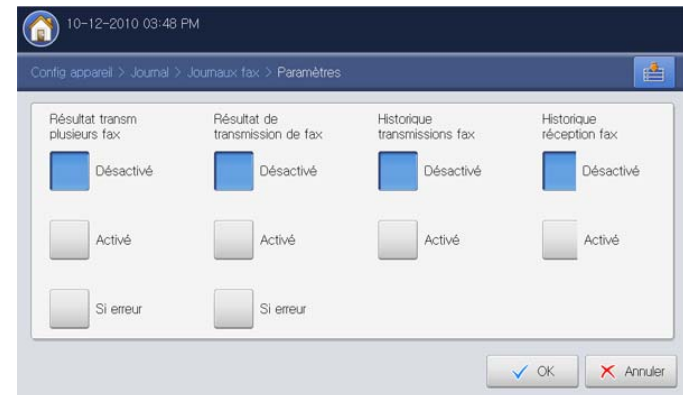 10-12-2010 03:48 PM
Config appareil > Journal > Journaux fax > Paramètres
Résultat transm
plusieurs fax
Résultat de
transmission de fax
Historique
transmissions fax
Historique
réception fax
Désactivé
Désactivé
Désactivé
Désactivé
Activé
Activé
Activé
Activé
Si erreur
Si erreur
OK
Annuler